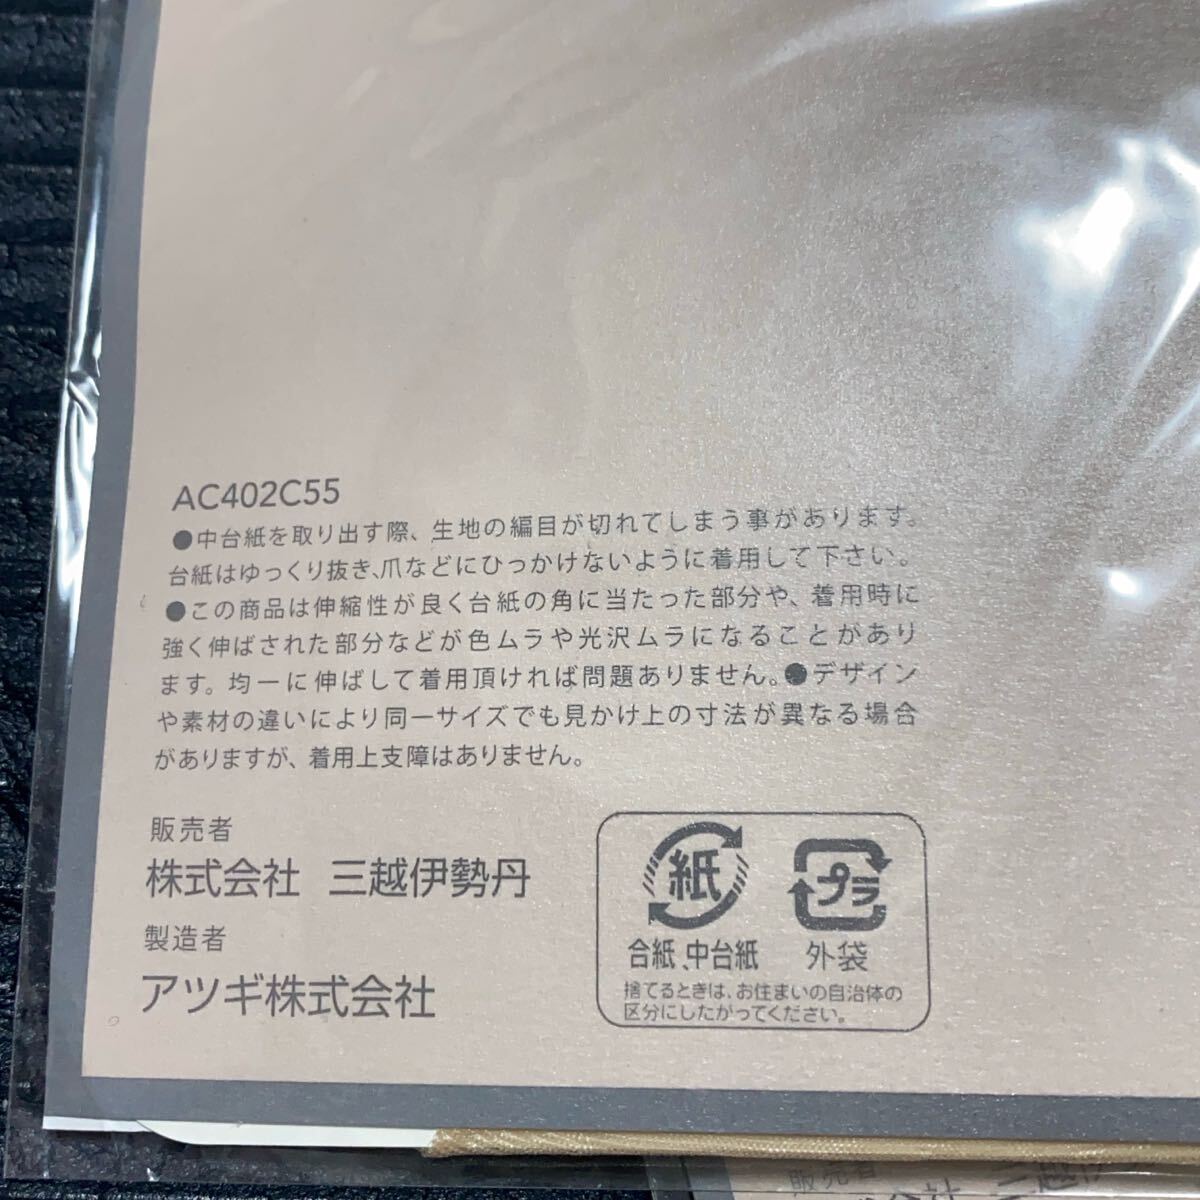 AC402C55
●中台紙を取り出す際、生地の編目が切れてしまう事があります。
台紙はゆっくり抜き、爪などにひっかけないように着用して下さい。
●この商品は伸縮性が良く台紙の角に当たった部分や、着用時に
強く伸ばされた部分などが色ムラや光沢ムラになることがあり
ます。均一に伸ばして着用頂ければ問題ありません。●デザイン
や素材の違いにより同一サイズでも見かけ上の寸法が異なる場合
がありますが、着用上支障はありません。
販売者
株式会社 三越伊勢丹
製造者
アツギ株式会社
紙
プラ
合紙、中台紙
外袋
捨てるときは、お住まいの自治体の
区分にしたがってください。
販売者
会社 三越伊